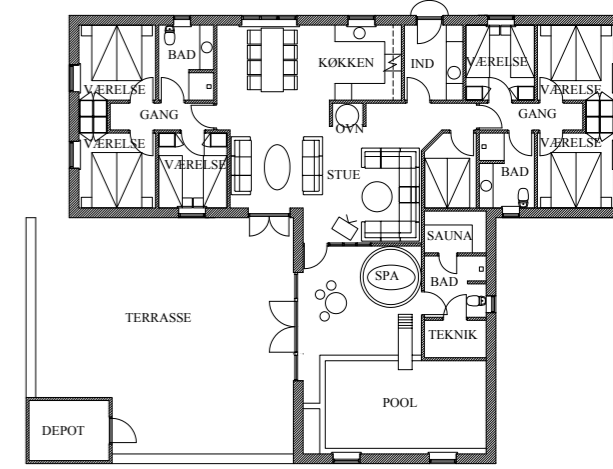 BAD
KØKKEN
IND
VÆRELSE
VÆRELSE
VÆRELSE
GANG
GANG
OVN
VÆRELSE
VÆRELSE
VÆRELSE
STUE
BAD
SAUNA
SPA
BAD
TERRASSE
TEKNIK
POOL
DEPOT